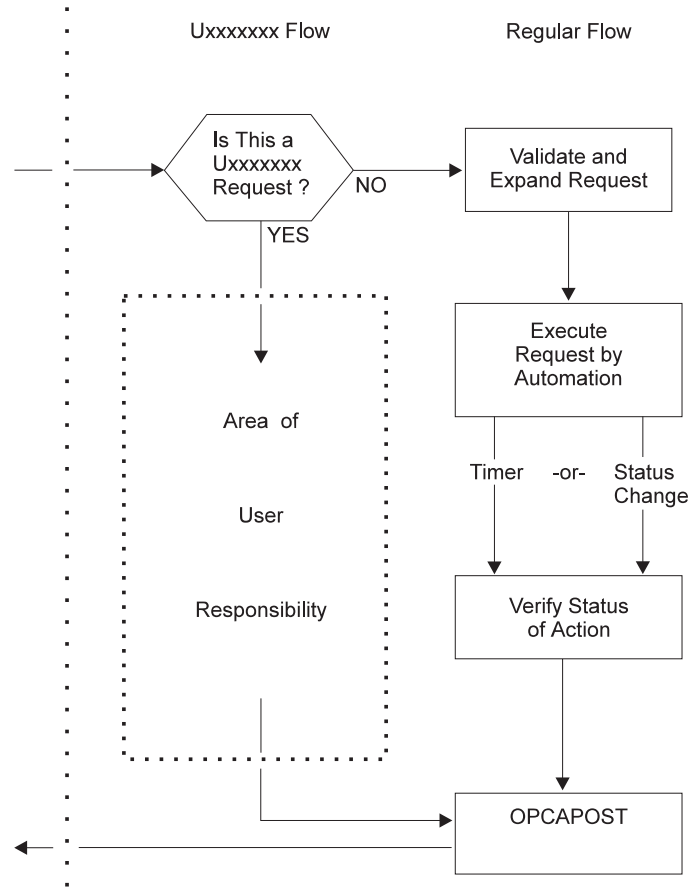 Uxxxxxxx Flow
Regular Flow
Is This a
Uxxxxxxx
Request ?
NO
YES
Validate and
Expand Request
Execute
Request by
Automation
Timer -or- Status
Change
Area of
User
Responsibility
Verify Status
of Action
OPCAPOST